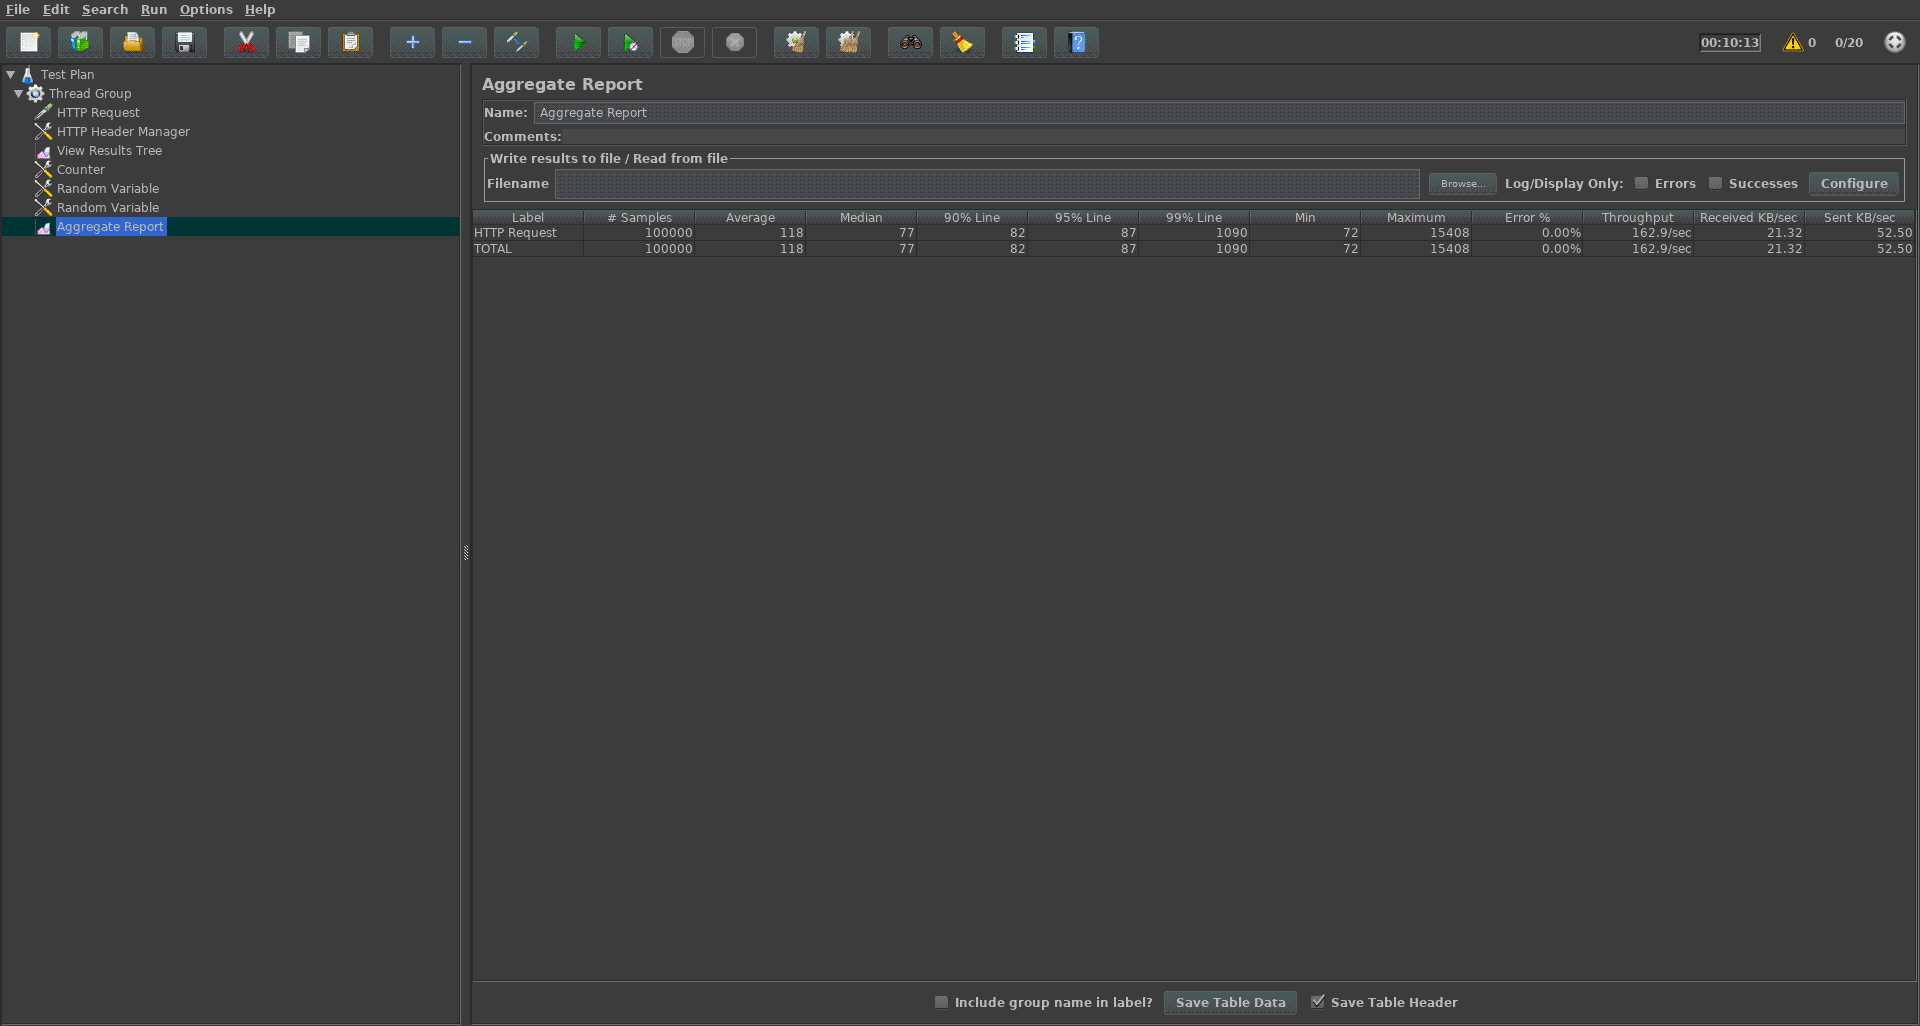 File Edit Search Run Options Help
00:10:13 0 0/20
Test Plan
Thread Group
HTTP Request
HTTP Header Manager
View Results Tree
Counter
Random Variable
Random Variable
Aggregate Report
Aggregate Report
Name: Aggregate Report
Comments:
Write results to file / Read from file
Filename Browse... Log/Display Only: Errors Successes Configure
Label # Samples Average Median 90% Line 95% Line 99% Line Min Maximum Error % Throughput Received KB/sec Sent KB/sec
HTTP Request 100000 118 77 82 87 1090 72 15408 0.00% 162.9/sec 21.32 52.50
TOTAL 100000 118 77 82 87 1090 72 15408 0.00% 162.9/sec 21.32 52.50
Include group name in label? Save Table Data Save Table Header